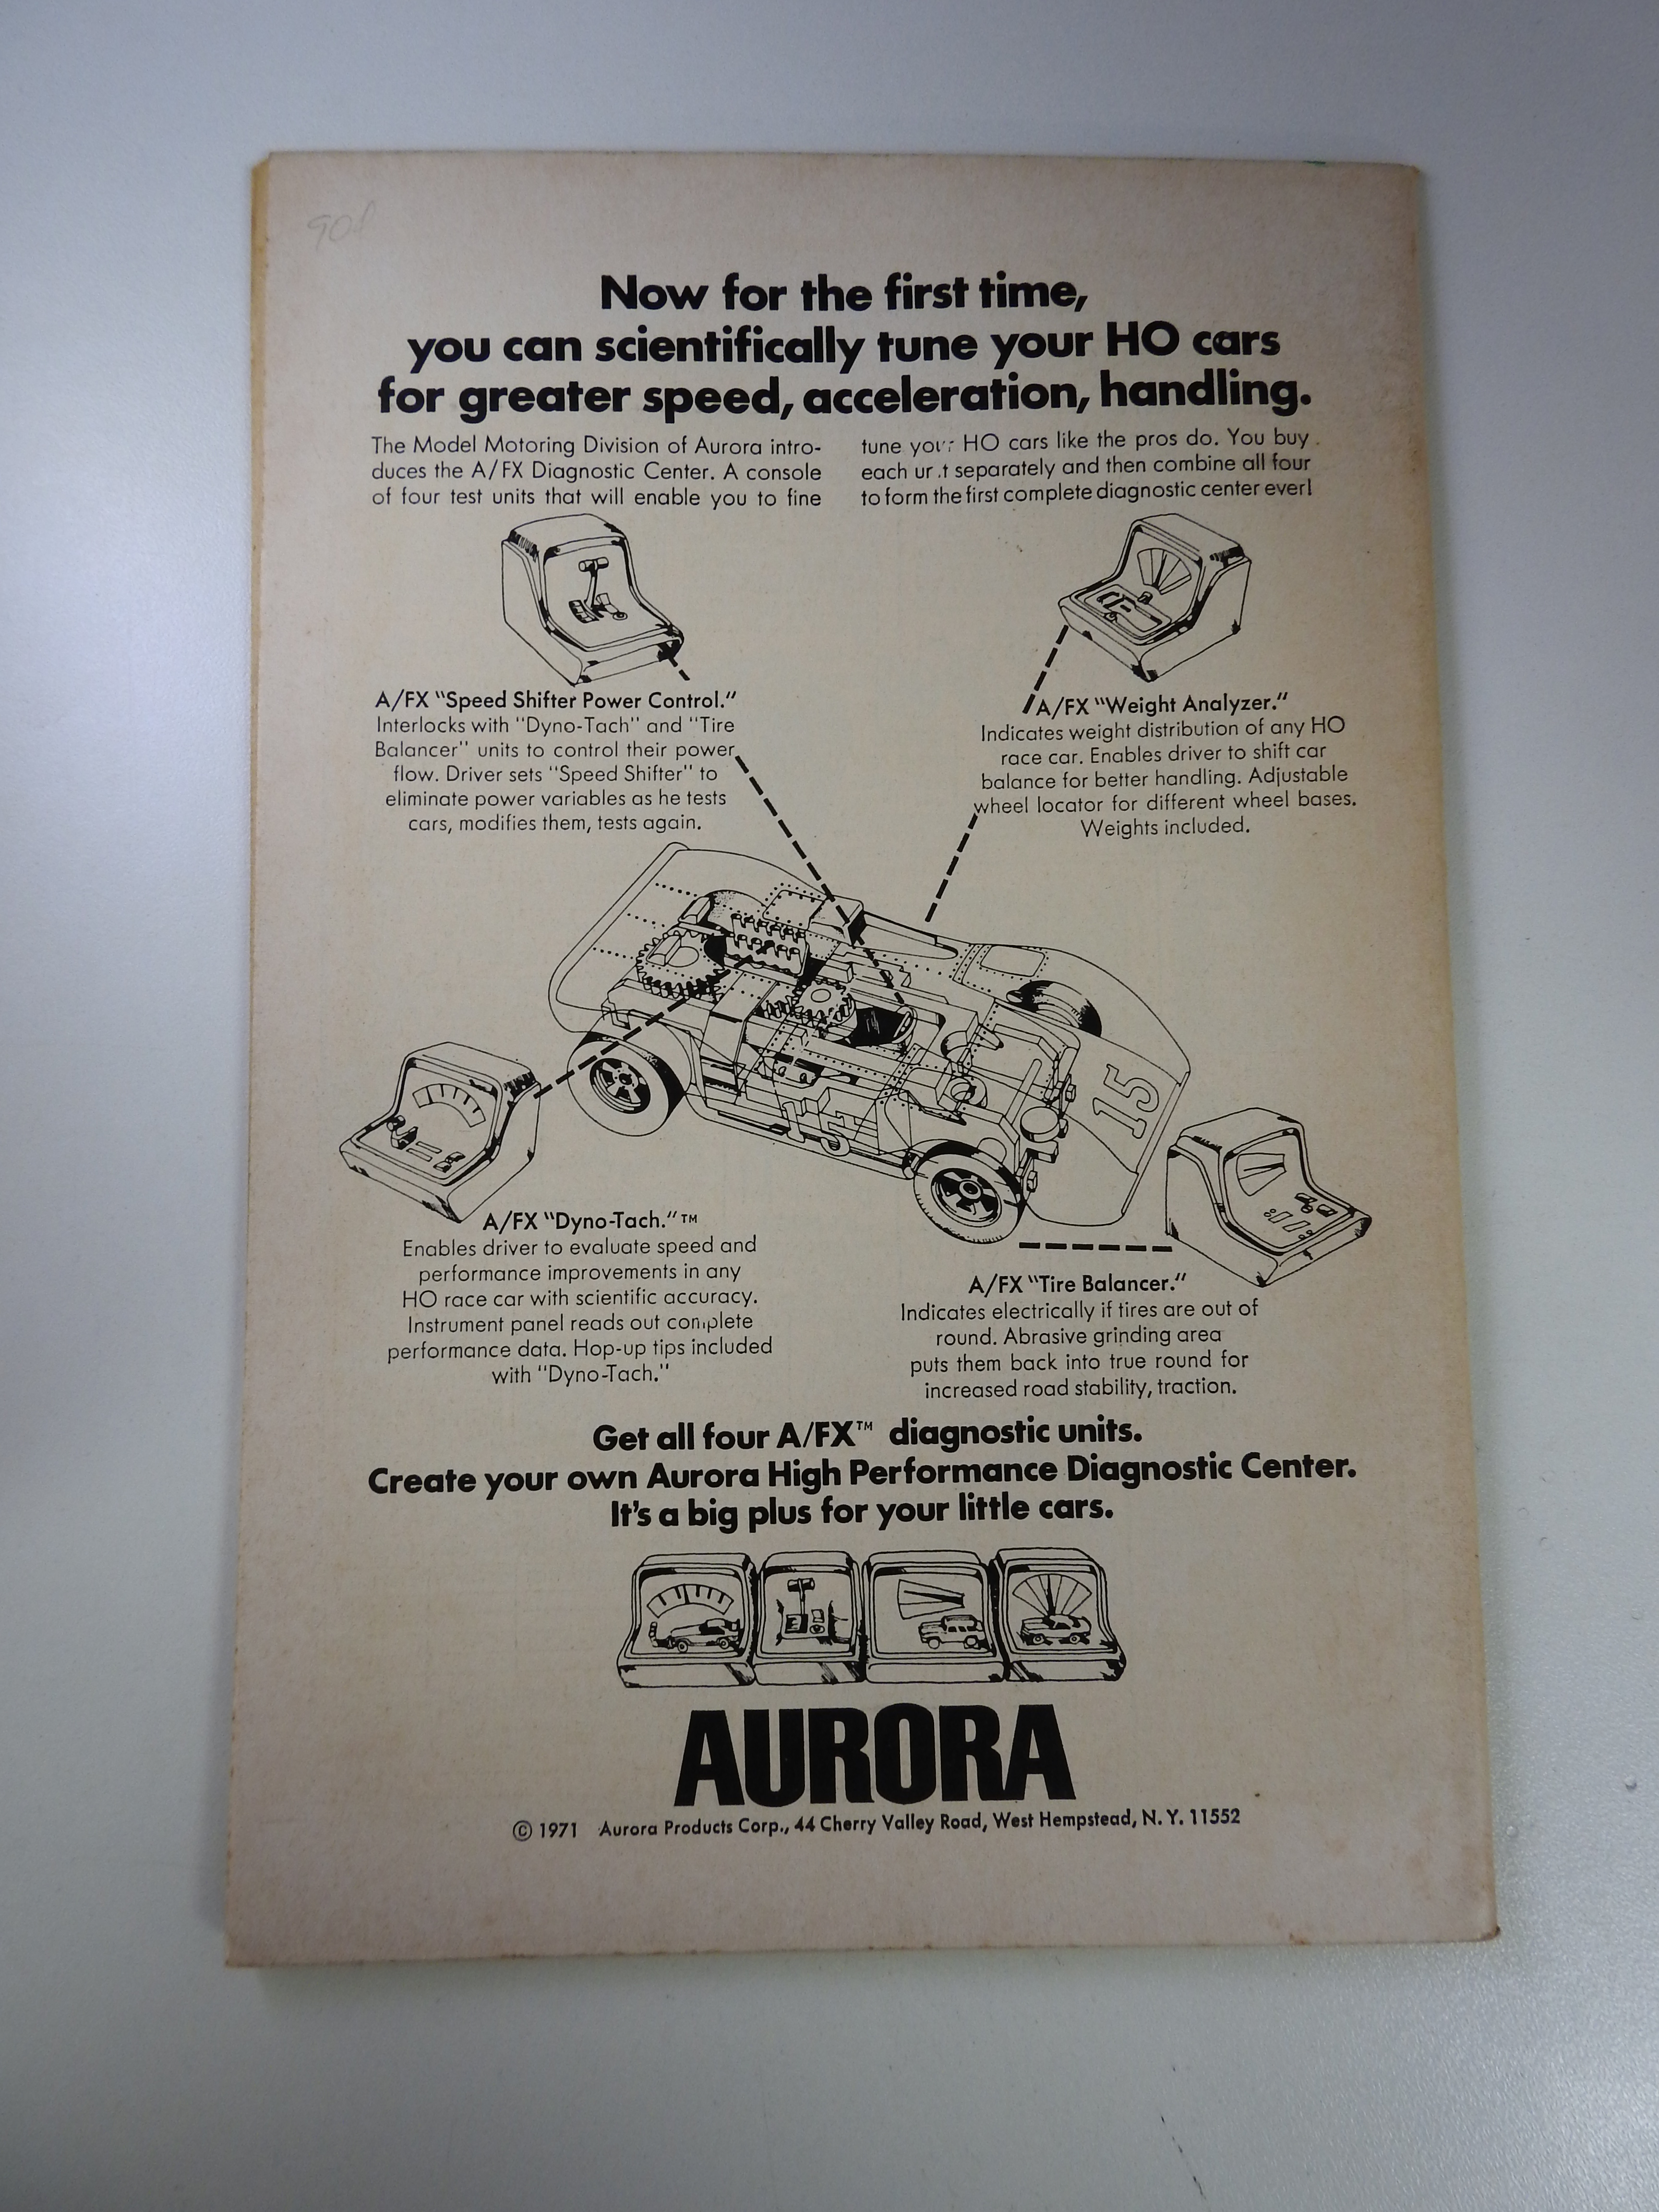 90¢
Now for the first time,
you can scientifically tune your HO cars
for greater speed, acceleration, handling.
The Model Motoring Division of Aurora intro-
duces the A/FX Diagnostic Center. A console
of four test units that will enable you to fine
tune your HO cars like the pros do. You buy
each unit separately and then combine all four
to form the first complete diagnostic center ever!
A/FX "Speed Shifter Power Control."
Interlocks with "Dyno-Tach" and "Tire
Balancer" units to control their power
flow. Driver sets "Speed Shifter" to
eliminate power variables as he tests
cars, modifies them, tests again.
A/FX "Weight Analyzer."
Indicates weight distribution of any HO
race car. Enables driver to shift car
balance for better handling. Adjustable
wheel locator for different wheel bases.
Weights included.
15
15
A/FX "Dyno-Tach."™
Enables driver to evaluate speed and
performance improvements in any
HO race car with scientific accuracy.
Instrument panel reads out complete
performance data. Hop-up tips included
with "Dyno-Tach."
A/FX "Tire Balancer."
Indicates electrically if tires are out of
round. Abrasive grinding area
puts them back into true round for
increased road stability, traction.
Get all four A/FX™ diagnostic units.
Create your own Aurora High Performance Diagnostic Center.
It's a big plus for your little cars.
AURORA
© 1971 Aurora Products Corp., 44 Cherry Valley Road, West Hempstead, N.Y. 11552